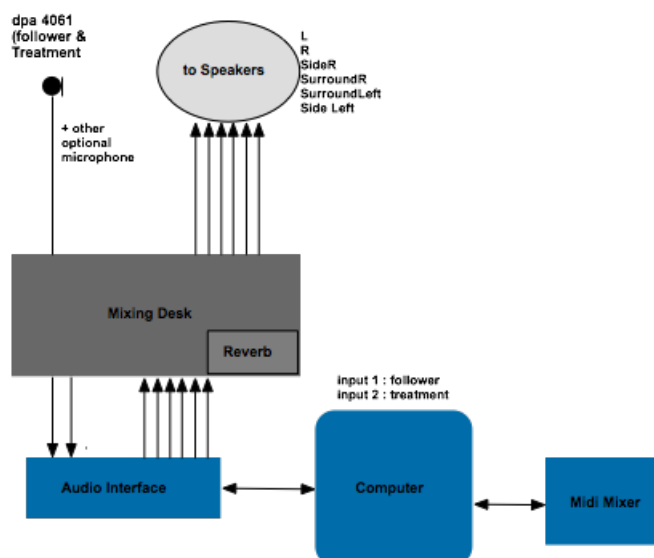 dpa 4061
(follower &
Treatment
to Speakers
L
R
SideR
SurroundR
SurroundLeft
Side Left
+ other
optional
microphone
Mixing Desk
Reverb
input 1 : follower
input 2 : treatment
Audio Interface
Computer
Midi Mixer